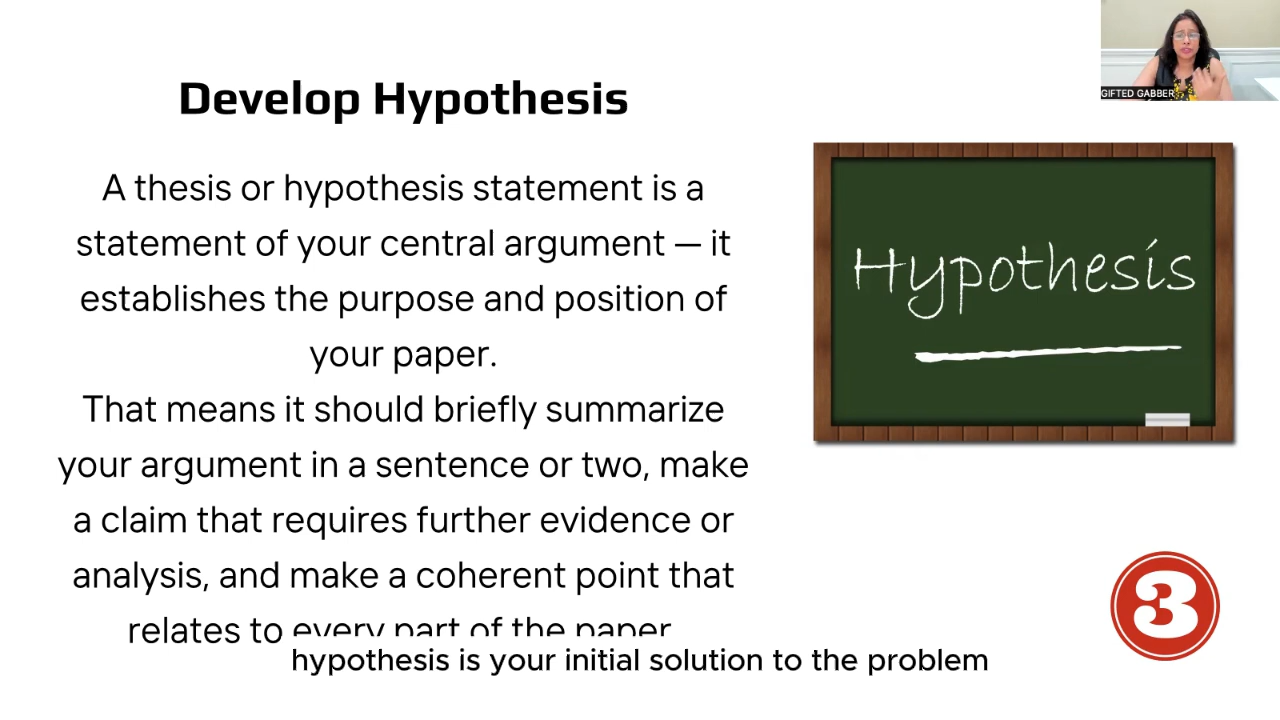 Develop Hypothesis
A thesis or hypothesis statement is a
statement of your central argument — it
establishes the purpose and position of
your paper.
That means it should briefly summarize
your argument in a sentence or two, make
a claim that requires further evidence or
analysis, and make a coherent point that
relates to every part of the paper
hypothesis is your initial solution to the problem
GIFTED GABBER
Hypothesis
3